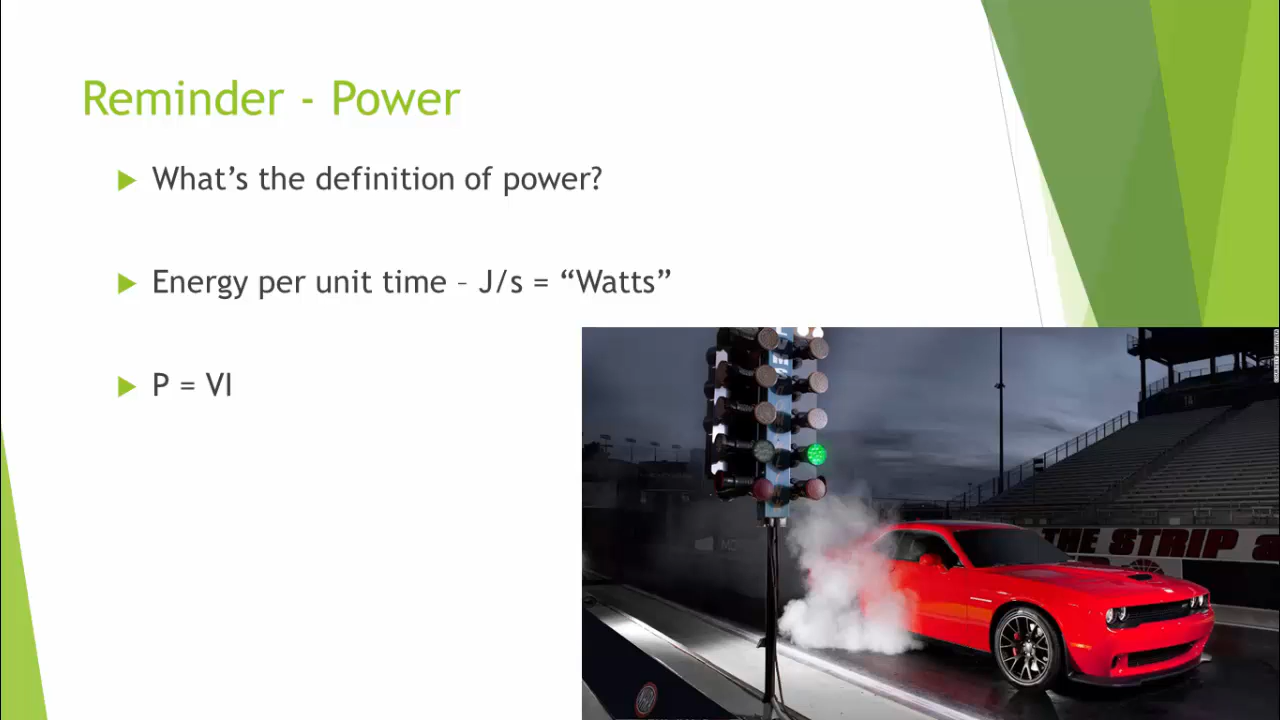 Reminder - Power
What’s the definition of power?
Energy per unit time – J/s = “Watts”
P = VI
THE STRIP